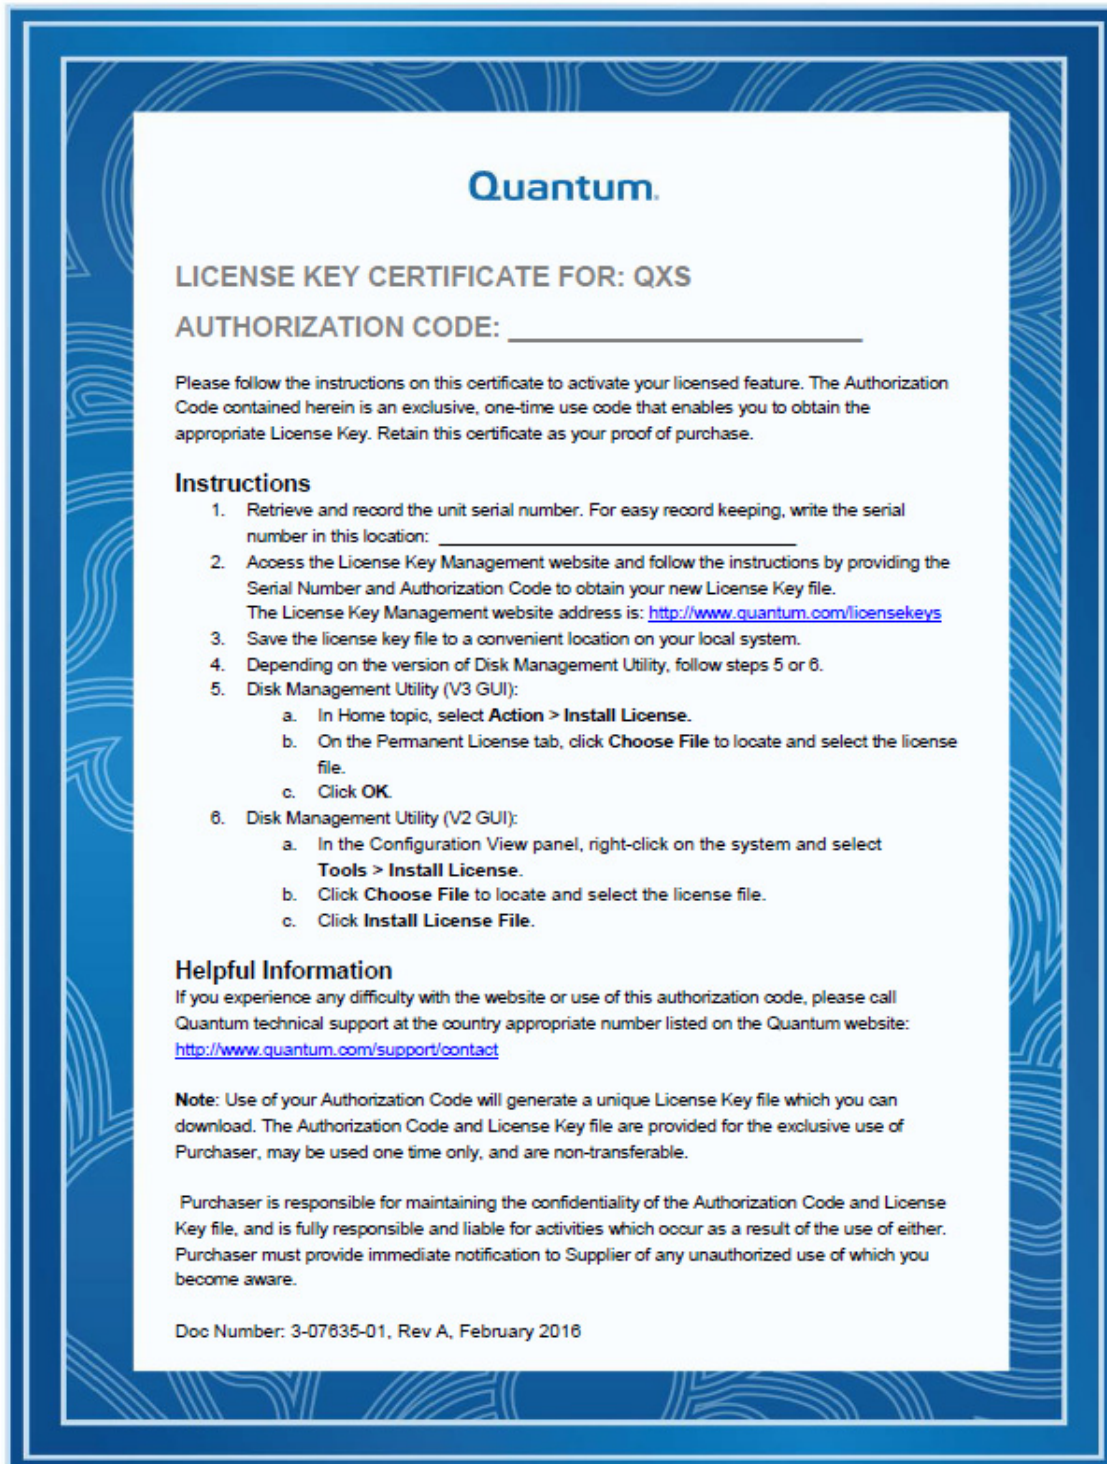 Quantum.
LICENSE KEY CERTIFICATE FOR: QXS
AUTHORIZATION CODE: ______________________
Please follow the instructions on this certificate to activate your licensed feature. The Authorization
Code contained herein is an exclusive, one-time use code that enables you to obtain the
appropriate License Key. Retain this certificate as your proof of purchase.
Instructions
1. Retrieve and record the unit serial number. For easy record keeping, write the serial
number in this location: ______________________
2. Access the License Key Management website and follow the instructions by providing the
Serial Number and Authorization Code to obtain your new License Key file.
The License Key Management website address is: http://www.quantum.com/licensekeys
3. Save the license key file to a convenient location on your local system.
4. Depending on the version of Disk Management Utility, follow steps 5 or 6.
5. Disk Management Utility (V3 GUI):
a. In Home topic, select Action > Install License.
b. On the Permanent License tab, click Choose File to locate and select the license
file.
c. Click OK.
6. Disk Management Utility (V2 GUI):
a. In the Configuration View panel, right-click on the system and select
Tools > Install License.
b. Click Choose File to locate and select the license file.
c. Click Install License File.
Helpful Information
If you experience any difficulty with the website or use of this authorization code, please call
Quantum technical support at the country appropriate number listed on the Quantum website:
http://www.quantum.com/support/contact
Note: Use of your Authorization Code will generate a unique License Key file which you can
download. The Authorization Code and License Key file are provided for the exclusive use of
Purchaser, may be used one time only, and are non-transferable.
Purchaser is responsible for maintaining the confidentiality of the Authorization Code and License
Key file, and is fully responsible and liable for activities which occur as a result of the use of either.
Purchaser must provide immediate notification to Supplier of any unauthorized use of which you
become aware.
Doc Number: 3-07635-01, Rev A, February 2016